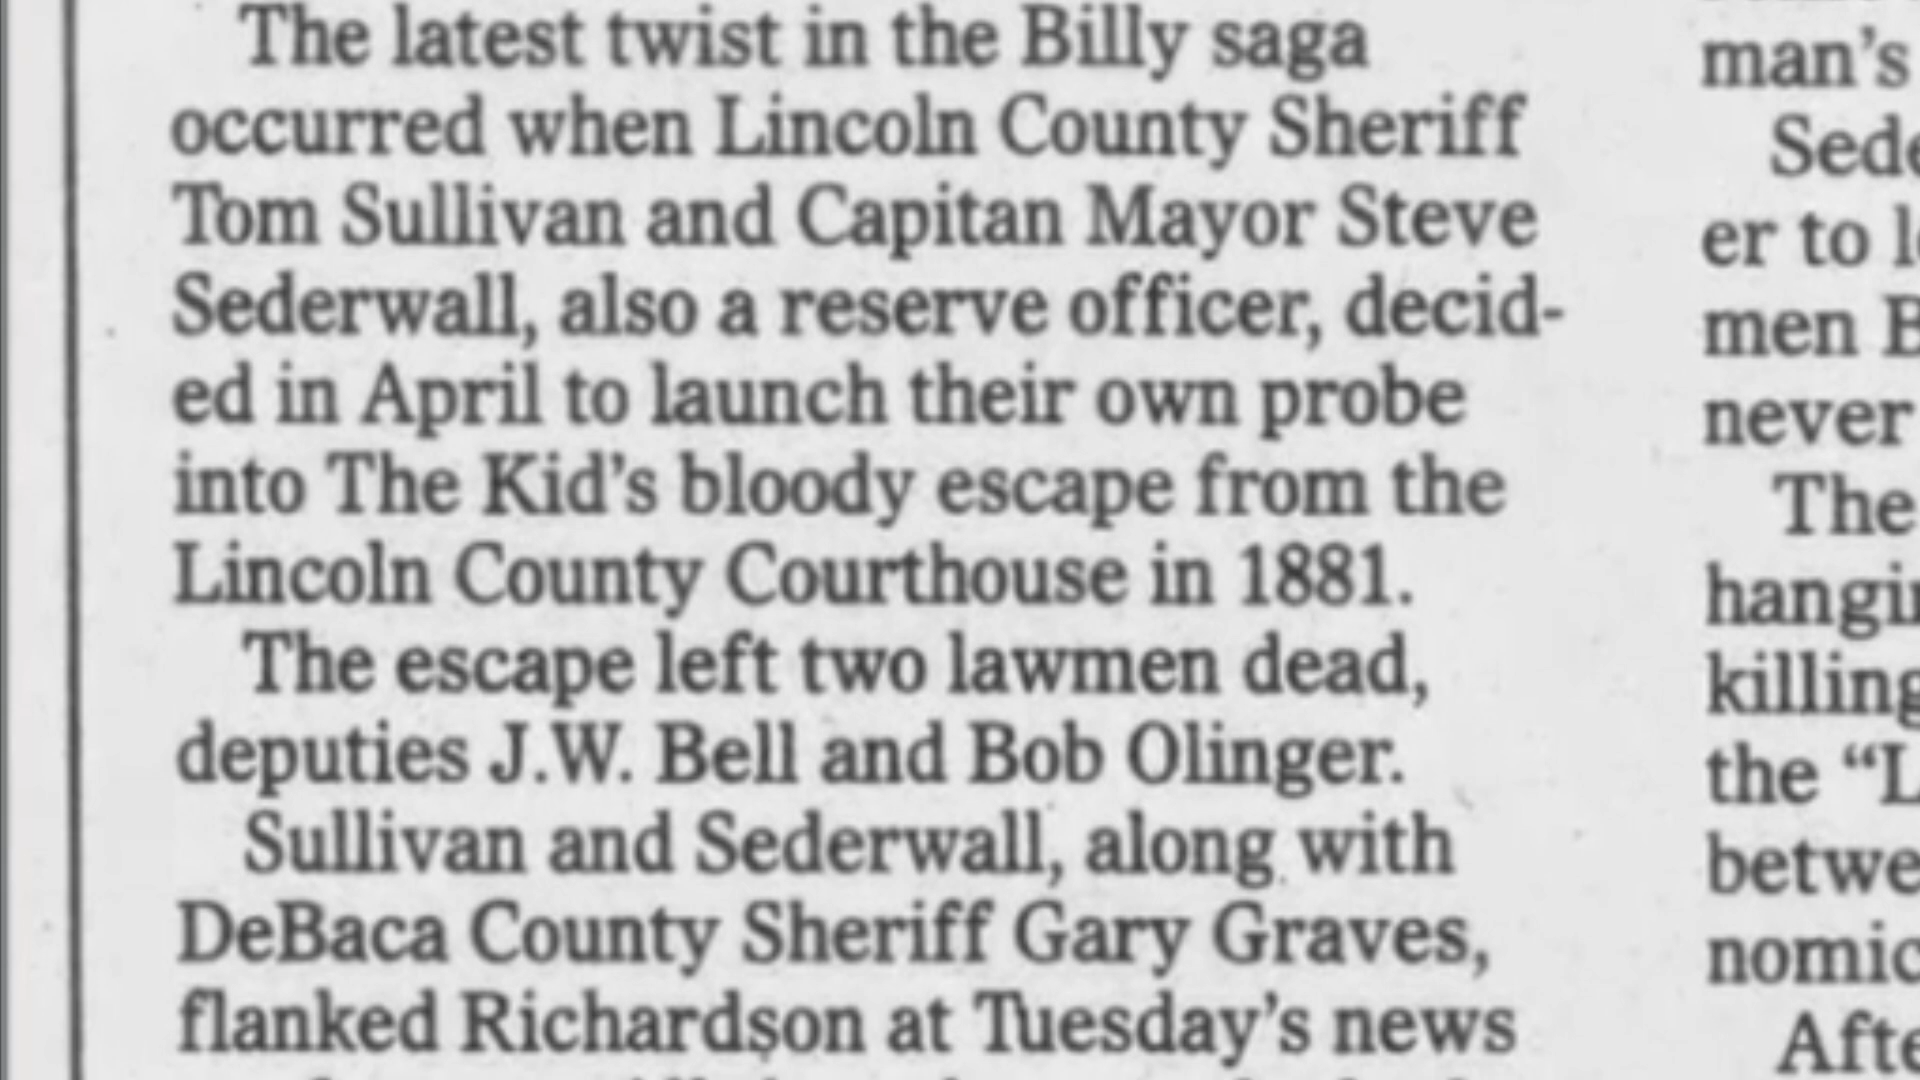 The latest twist in the Billy saga
occurred when Lincoln County Sheriff
Tom Sullivan and Capitan Mayor Steve
Sederwall, also a reserve officer, decid-
ed in April to launch their own probe
into The Kid's bloody escape from the
Lincoln County Courthouse in 1881.
The escape left two lawmen dead,
deputies J.W. Bell and Bob Olinger.
Sullivan and Sederwall, along with
DeBaca County Sheriff Gary Graves,
flanked Richardson at Tuesday's news
man's
er to
men
never
The
the